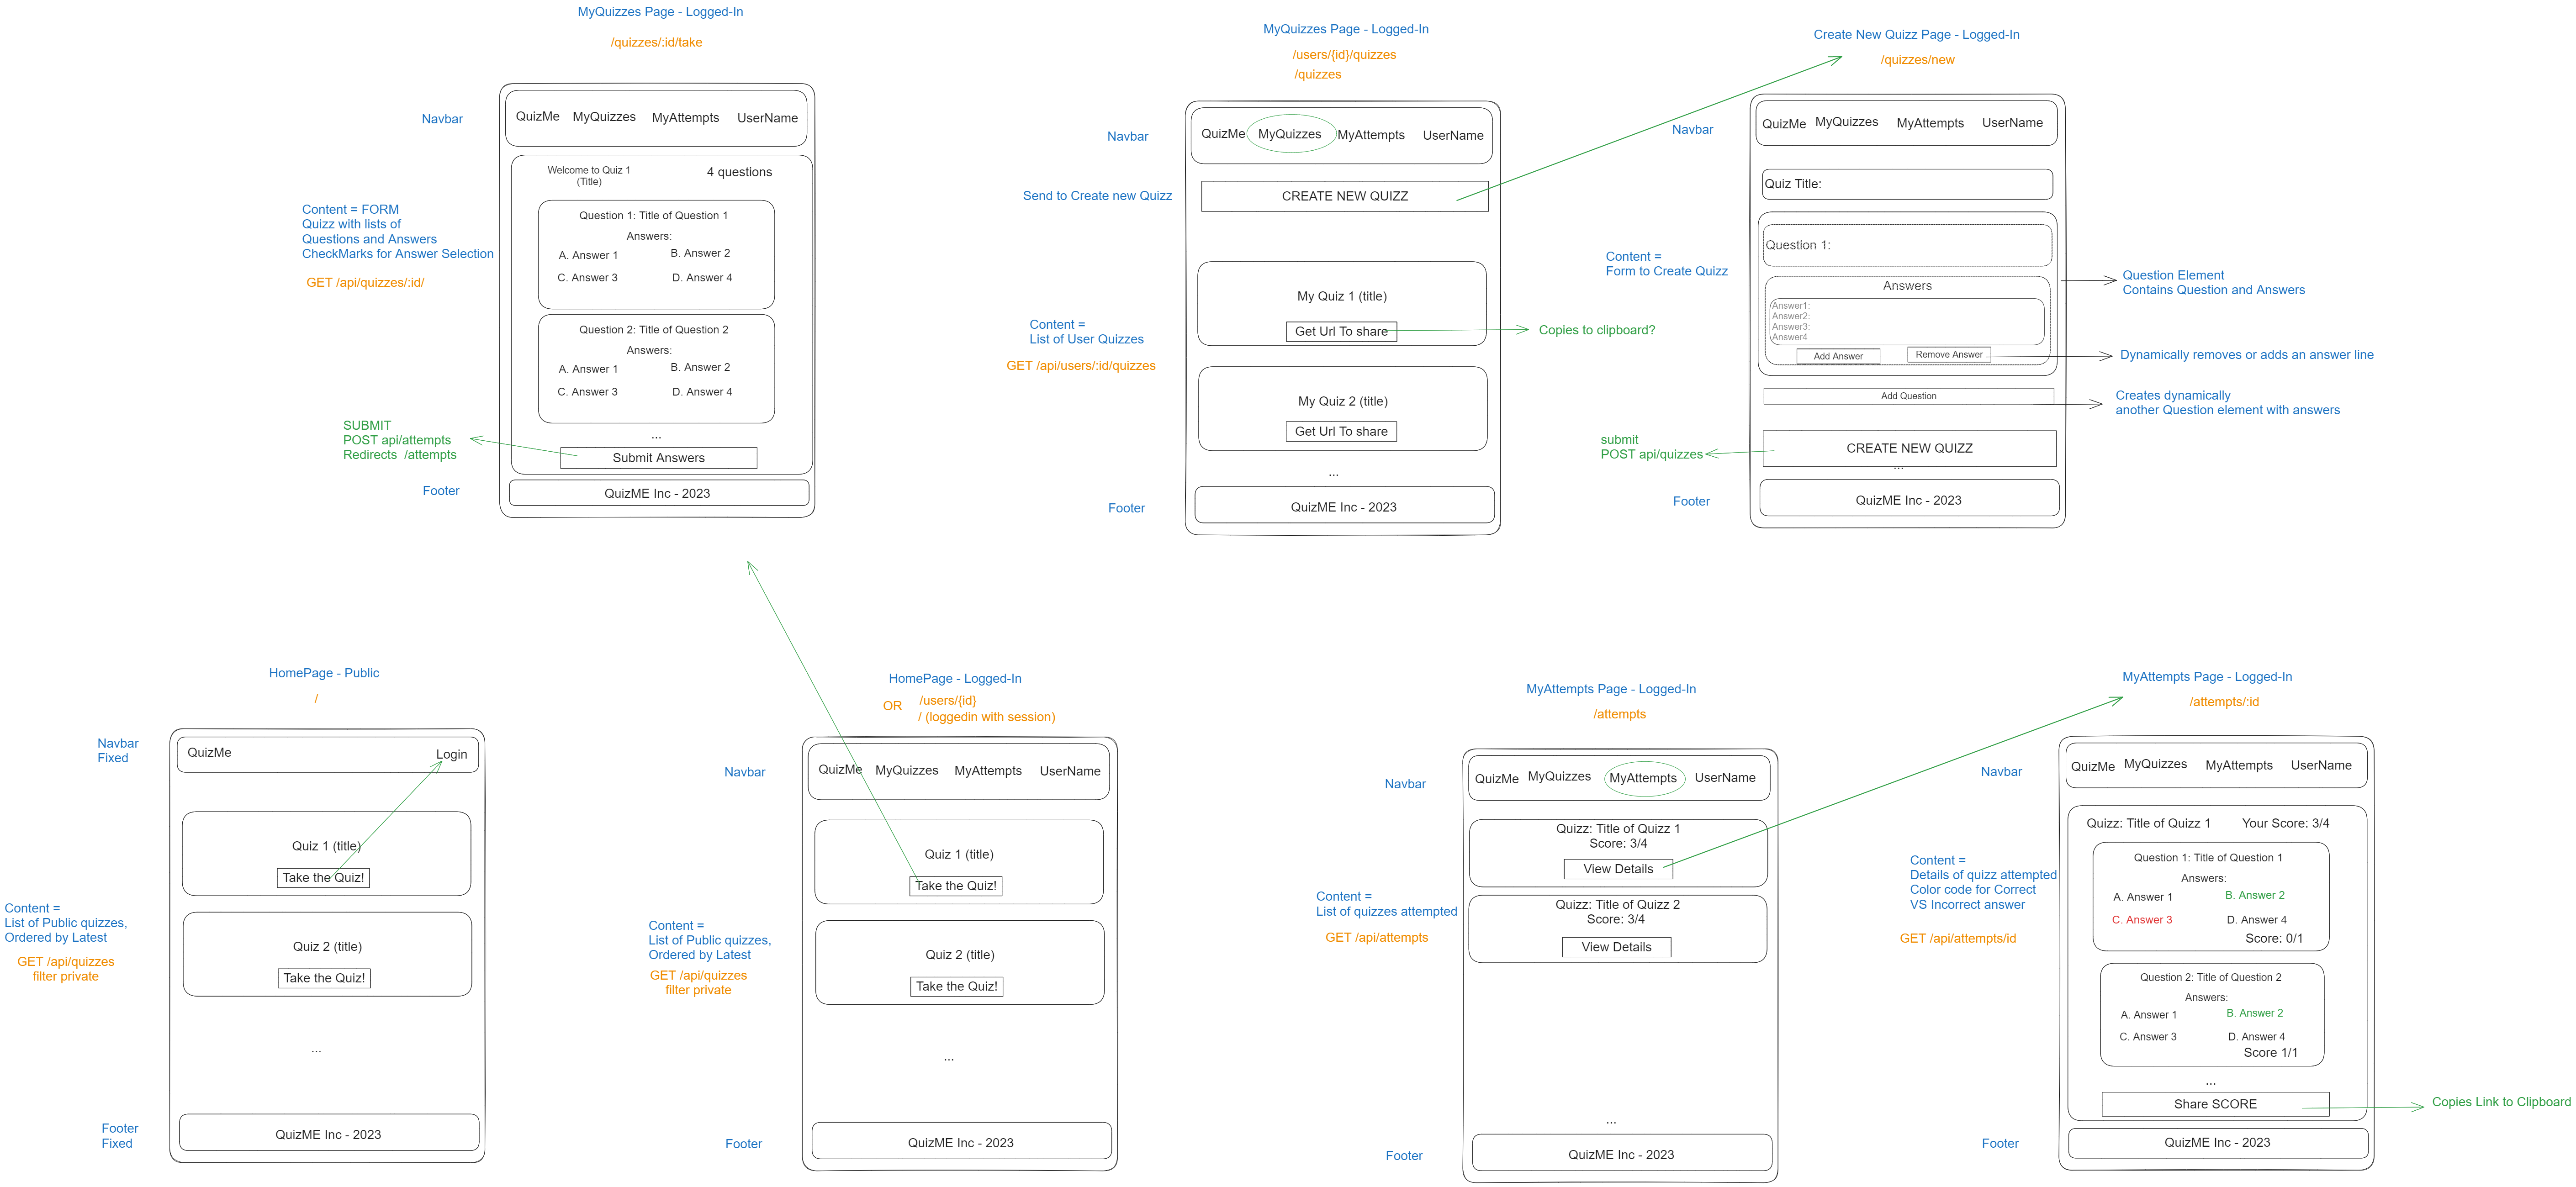 MyQuizzes Page - Logged-In
/quizzes/:id/take
Navbar
QuizMe MyQuizzes MyAttempts UserName
Welcome to Quiz 1
(Title)
4 questions
Content = FORM
Quizz with lists of
Questions and Answers
CheckMarks for Answer Selection
GET /api/quizzes/:id/
Question 1: Title of Question 1
Answers:
A. Answer 1 B. Answer 2
C. Answer 3 D. Answer 4
Question 2: Title of Question 2
Answers:
A. Answer 1 B. Answer 2
C. Answer 3 D. Answer 4
...
SUBMIT
POST api/attempts
Redirects /attempts
Submit Answers
Footer
QuizME Inc - 2023
MyQuizzes Page - Logged-In
/users/{id}/quizzes
/quizzes
Navbar
QuizMe MyQuizzes MyAttempts UserName
Send to Create new Quizz
CREATE NEW QUIZZ
Content =
List of User Quizzes
GET /api/users/:id/quizzes
My Quiz 1 (title)
Get Url To share
Copies to clipboard?
My Quiz 2 (title)
Get Url To share
...
Footer
QuizME Inc - 2023
Create New Quizz Page - Logged-In
/quizzes/new
Navbar
QuizMe MyQuizzes MyAttempts UserName
Quiz Title:
Content =
Form to Create Quizz
Question 1:
Answers
Answer1:
Answer2:
Answer3:
Answer4
Add Answer Remove Answer
Question Element
Contains Question and Answers
Dynamically removes or adds an answer line
Add Question
Creates dynamically
another Question element with answers
submit
POST api/quizzes
CREATE NEW QUIZZ
...
Footer
QuizME Inc - 2023
HomePage - Public
/
Navbar
Fixed
QuizMe Login
Quiz 1 (title)
Take the Quiz!
Content =
List of Public quizzes,
Ordered by Latest
GET /api/quizzes
filter private
Quiz 2 (title)
Take the Quiz!
...
Footer
Fixed
QuizME Inc - 2023
HomePage - Logged-In
OR
/users/{id}
/ (loggedin with session)
Navbar
QuizMe MyQuizzes MyAttempts UserName
Quiz 1 (title)
Take the Quiz!
Content =
List of Public quizzes,
Ordered by Latest
GET /api/quizzes
filter private
Quiz 2 (title)
Take the Quiz!
...
Footer
QuizME Inc - 2023
MyAttempts Page - Logged-In
/attempts
Navbar
QuizMe MyQuizzes MyAttempts UserName
Quizz: Title of Quizz 1
Score: 3/4
View Details
Content =
List of quizzes attempted
GET /api/attempts
Quizz: Title of Quizz 2
Score: 3/4
View Details
...
Footer
QuizME Inc - 2023
MyAttempts Page - Logged-In
/attempts/:id
Navbar
QuizMe MyQuizzes MyAttempts UserName
Quizz: Title of Quizz 1 Your Score: 3/4
Content =
Details of quizz attempted
Color code for Correct
VS Incorrect answer
GET /api/attempts/id
Question 1: Title of Question 1
Answers:
A. Answer 1 B. Answer 2
C. Answer 3 D. Answer 4
Score: 0/1
Question 2: Title of Question 2
Answers:
A. Answer 1 B. Answer 2
C. Answer 3 D. Answer 4
Score 1/1
...
Share SCORE
Copies Link to Clipboard
Footer
QuizME Inc - 2023